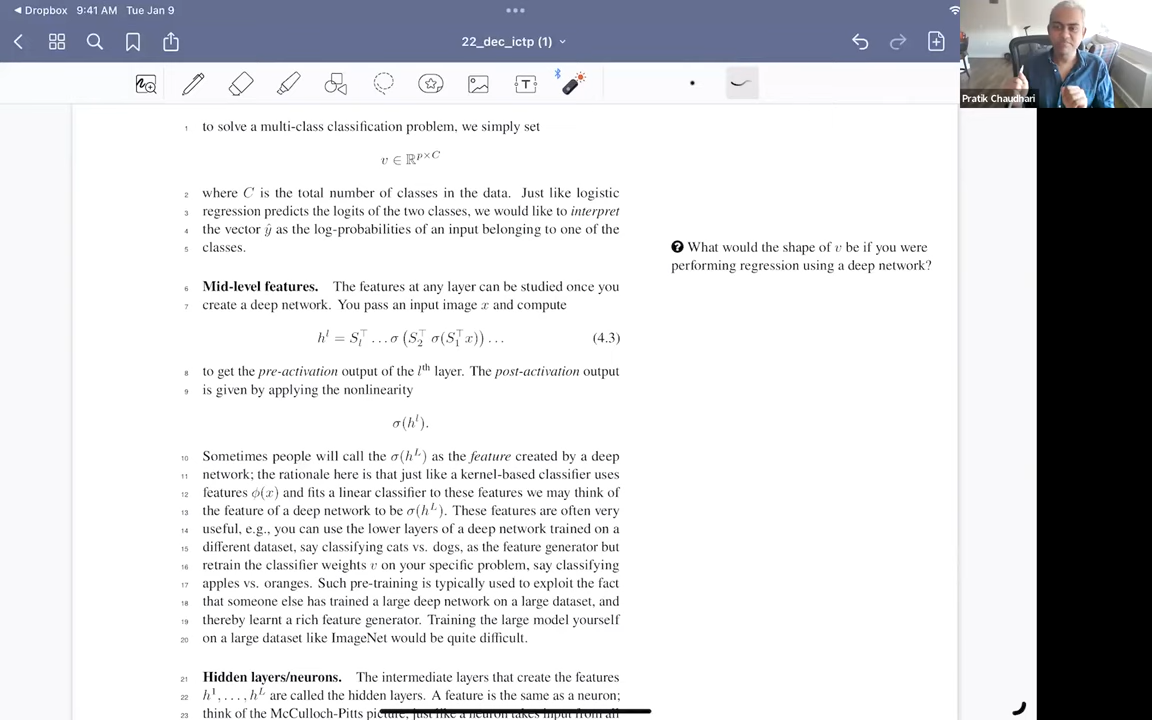 Dropbox 9:41 AM Tue Jan 9
22_dec_ictp (1)
Pratik Chaudhari
1 to solve a multi-class classification problem, we simply set
v ∈ ℝ^{p×C}
2 where C is the total number of classes in the data. Just like logistic
3 regression predicts the logits of the two classes, we would like to interpret
4 the vector ŷ as the log-probabilities of an input belonging to one of the
5 classes.
? What would the shape of v be if you were
performing regression using a deep network?
6 Mid-level features. The features at any layer can be studied once you
7 create a deep network. You pass an input image x and compute
h^l = S_l^⊤ … σ (S_2^⊤ σ(S_1^⊤ x)) … (4.3)
8 to get the pre-activation output of the l^th layer. The post-activation output
9 is given by applying the nonlinearity
σ(h^l).
10 Sometimes people will call the σ(h^L) as the feature created by a deep
11 network; the rationale here is that just like a kernel-based classifier uses
12 features ϕ(x) and fits a linear classifier to these features we may think of
13 the feature of a deep network to be σ(h^L). These features are often very
14 useful, e.g., you can use the lower layers of a deep network trained on a
15 different dataset, say classifying cats vs. dogs, as the feature generator but
16 retrain the classifier weights v on your specific problem, say classifying
17 apples vs. oranges. Such pre-training is typically used to exploit the fact
18 that someone else has trained a large deep network on a large dataset, and
19 thereby learnt a rich feature generator. Training the large model yourself
20 on a large dataset like ImageNet would be quite difficult.
21 Hidden layers/neurons. The intermediate layers that create the features
22 h^1, …, h^L are called the hidden layers. A feature is the same as a neuron;
23 think of the McCulloch-Pitts picture, just like a neuron takes input from all